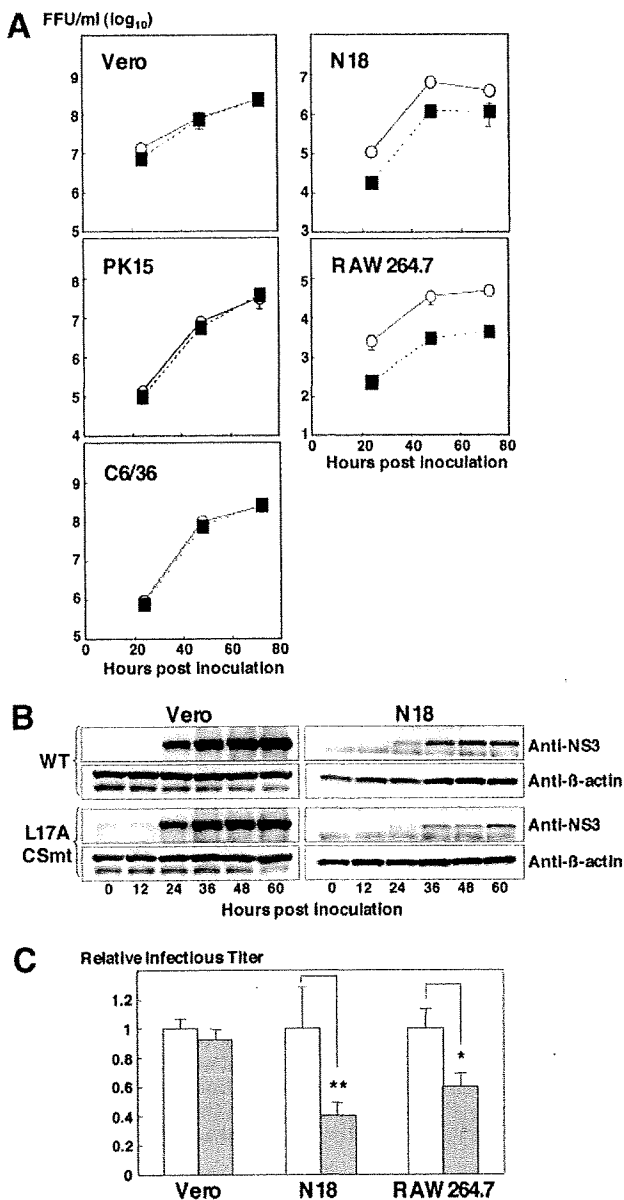 A
FFU/ml (log10)
Vero
9
8
7
5
N18
7
6
5
4
3
PK15
8
7
6
5
4
RAW 264.7
5
4
3
2
1
0 20 40 60 80
Hours post inoculation
C6/36
9
8
7
6
5
0 20 40 60 80
Hours post inoculation
B
Vero N18
WT
Anti-NS3
Anti-ß-actin
L17A
CSmt
Anti-NS3
Anti-ß-actin
0 12 24 36 48 60 0 12 24 36 48 60
Hours post inoculation
C
Relative Infectious Titer
1.2
1
0.8
0.6
0.4
0.2
0
**
*
Vero N18 RAW 264.7